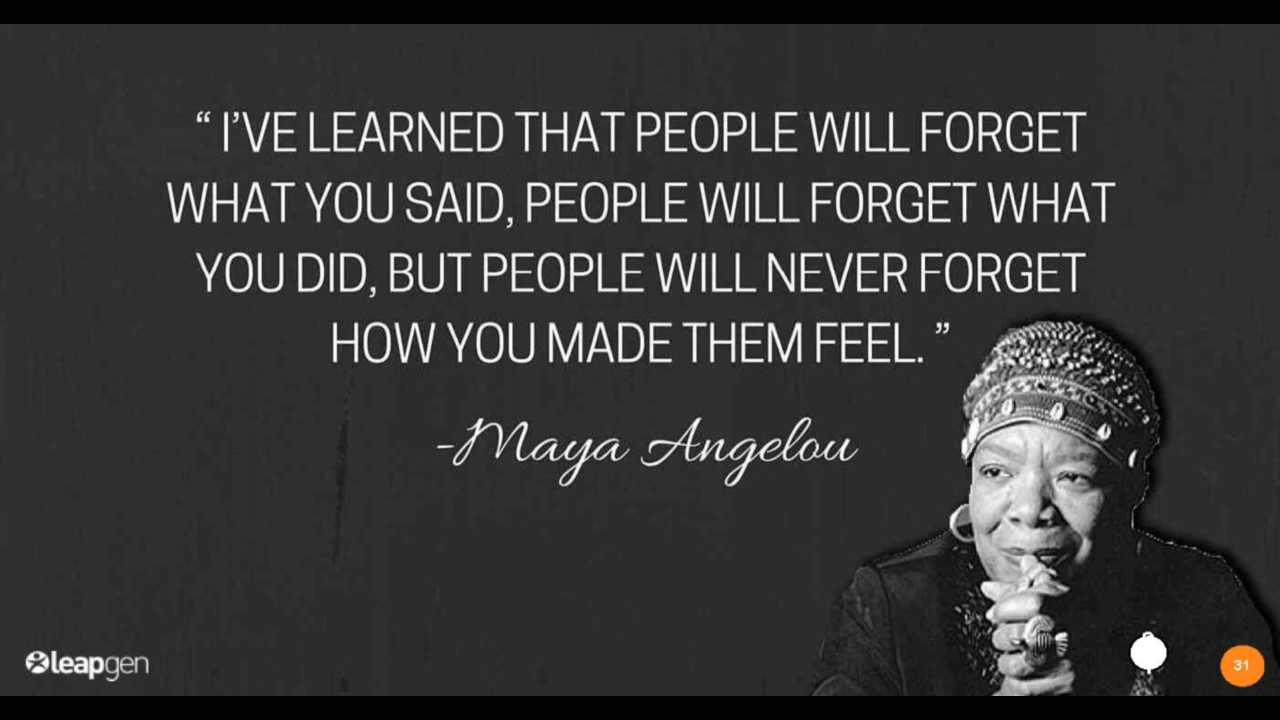 “ I’VE LEARNED THAT PEOPLE WILL FORGET
WHAT YOU SAID, PEOPLE WILL FORGET WHAT
YOU DID, BUT PEOPLE WILL NEVER FORGET
HOW YOU MADE THEM FEEL. ”
-Maya Angelou
leapgen
31